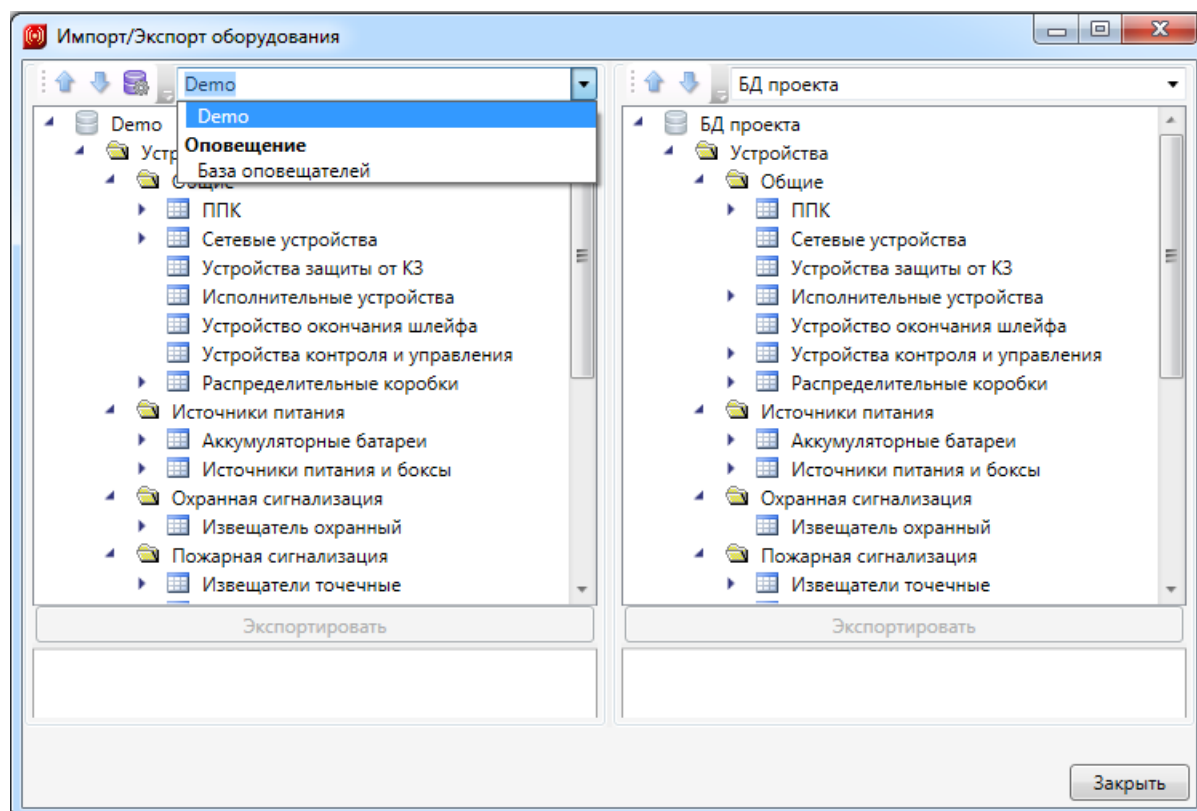 Импорт/Экспорт оборудования
Demo
Demo
Оповещение
База оповещателей
Demo
Устр
ППК
Сетевые устройства
Устройства защиты от КЗ
Исполнительные устройства
Устройство окончания шлейфа
Устройства контроля и управления
Распределительные коробки
Источники питания
Аккумуляторные батареи
Источники питания и боксы
Охранная сигнализация
Извещатель охранный
Пожарная сигнализация
Извещатели точечные
Экспортировать
БД проекта
БД проекта
Устройства
Общие
ППК
Сетевые устройства
Устройства защиты от КЗ
Исполнительные устройства
Устройство окончания шлейфа
Устройства контроля и управления
Распределительные коробки
Источники питания
Аккумуляторные батареи
Источники питания и боксы
Охранная сигнализация
Извещатель охранный
Пожарная сигнализация
Извещатели точечные
Экспортировать
Закрыть